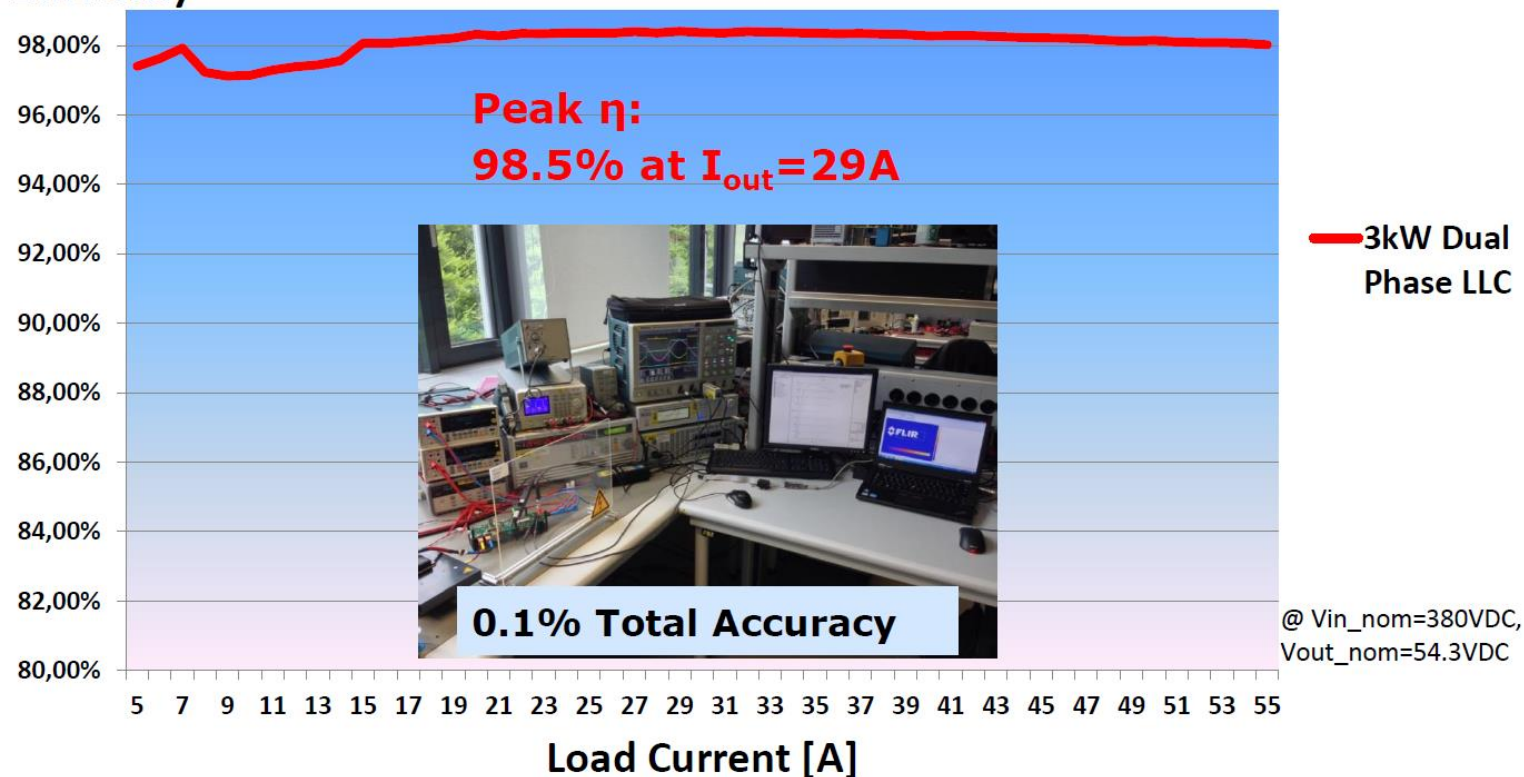 98,00%
96,00%
94,00%
92,00%
90,00%
88,00%
86,00%
84,00%
82,00%
80,00%
Peak η:
98.5% at Iout=29A
FLIR
0.1% Total Accuracy
3kW Dual
Phase LLC
@ Vin_nom=380VDC,
Vout_nom=54.3VDC
5 7 9 11 13 15 17 19 21 23 25 27 29 31 33 35 37 39 41 43 45 47 49 51 53 55
Load Current [A]